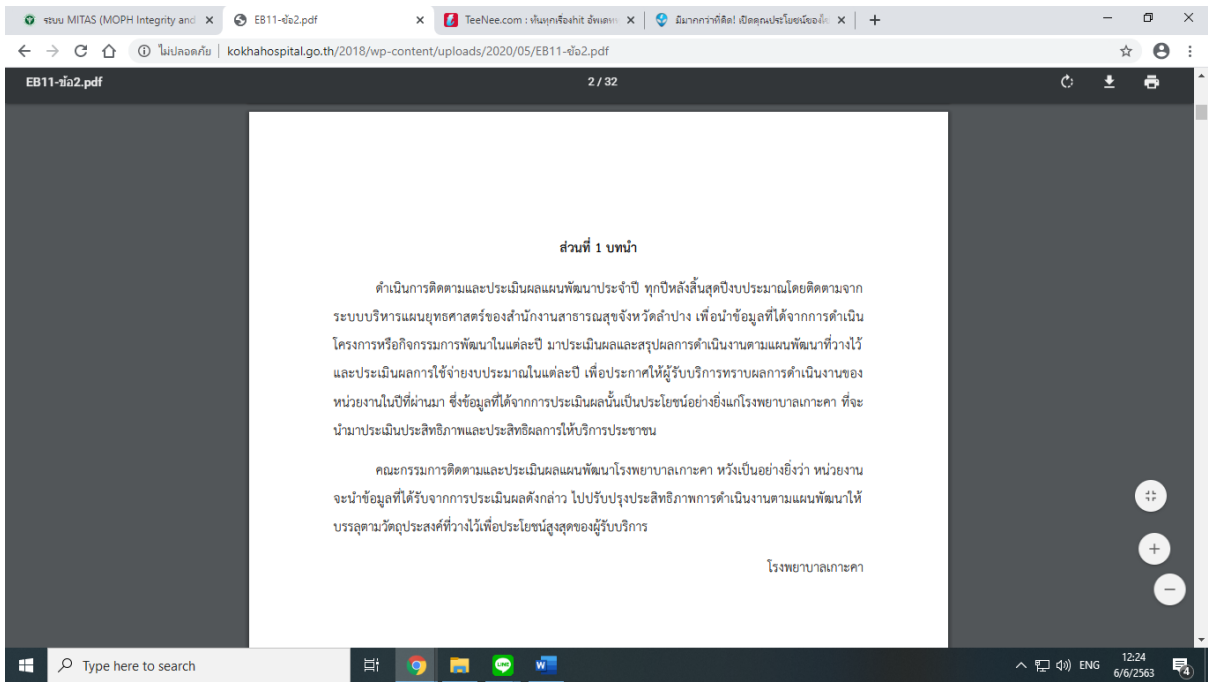 ระบบ MITAS (MOPH Integrity and
EB11-ข้อ2.pdf
TeeNee.com : ทันทุกเรื่องhit อัพเดททุก
มีมากกว่าที่คิด! เปิดคุณประโยชน์ของ
ไม่ปลอดภัย | kokhahospital.go.th/2018/wp-content/uploads/2020/05/EB11-ข้อ2.pdf
EB11-ข้อ2.pdf
2 / 32
ส่วนที่ 1 บทนำ
ดำเนินการติดตามและประเมินผลแผนพัฒนาประจำปี ทุกปีหลังสิ้นสุดปีงบประมาณโดยติดตามจาก
ระบบบริหารแผนยุทธศาสตร์ของสำนักงานสาธารณสุขจังหวัดลำปาง เพื่อนำข้อมูลที่ได้จากการดำเนิน
โครงการหรือกิจกรรมการพัฒนาในแต่ละปี มาประเมินผลและสรุปผลการดำเนินงานตามแผนพัฒนาที่วางไว้
และประเมินผลการใช้จ่ายงบประมาณในแต่ละปี เพื่อประกาศให้ผู้รับบริการทราบผลการดำเนินงานของ
หน่วยงานในปีที่ผ่านมา ซึ่งข้อมูลที่ได้จากการประเมินผลนั้นเป็นประโยชน์อย่างยิ่งแก่โรงพยาบาลเกาะคา ที่จะ
นำมาประเมินประสิทธิภาพและประสิทธิผลการให้บริการประชาชน
คณะกรรมการติดตามและประเมินผลแผนพัฒนาโรงพยาบาลเกาะคา หวังเป็นอย่างยิ่งว่า หน่วยงาน
จะนำข้อมูลที่ได้รับจากการประเมินผลดังกล่าว ไปปรับปรุงประสิทธิภาพการดำเนินงานตามแผนพัฒนาให้
บรรลุตามวัตถุประสงค์ที่วางไว้เพื่อประโยชน์สูงสุดของผู้รับบริการ
โรงพยาบาลเกาะคา
Type here to search
ENG
12:24
6/6/2563
4